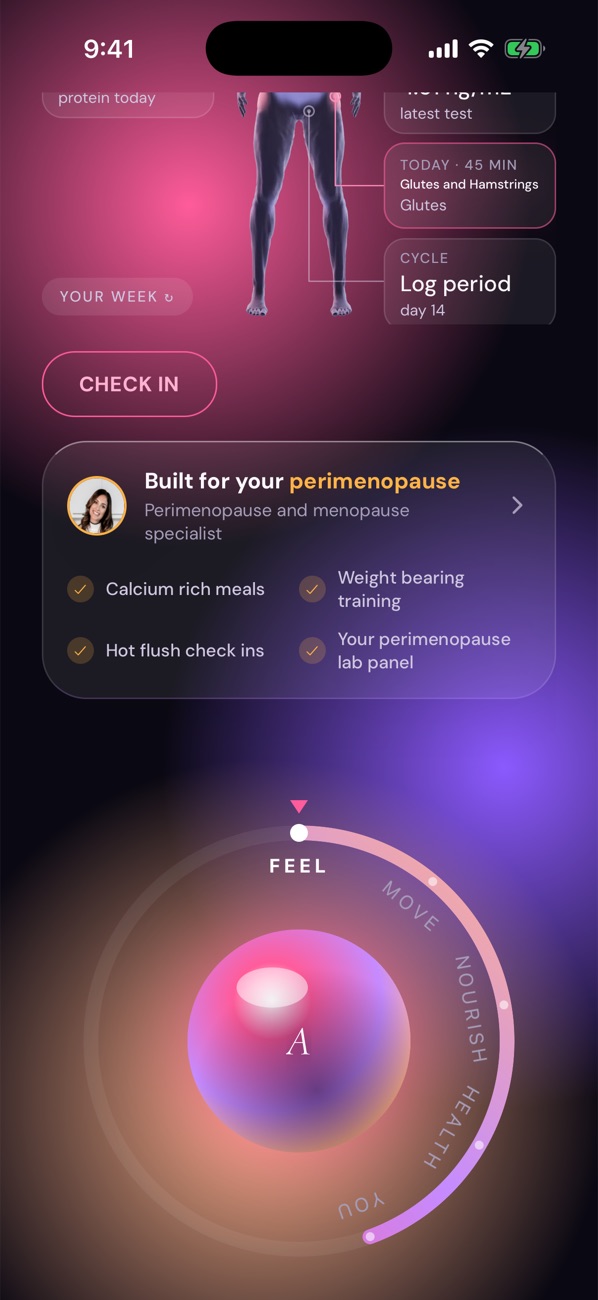 9:41
protein today
latest test
TODAY · 45 MIN
Glutes and Hamstrings
Glutes
CYCLE
Log period
day 14
YOUR WEEK ↻
CHECK IN
Built for your perimenopause
Perimenopause and menopause
specialist
Calcium rich meals
Weight bearing
training
Hot flush check ins
Your perimenopause
lab panel
FEEL
MOVE
NOURISH
HEALTH
YOU
A